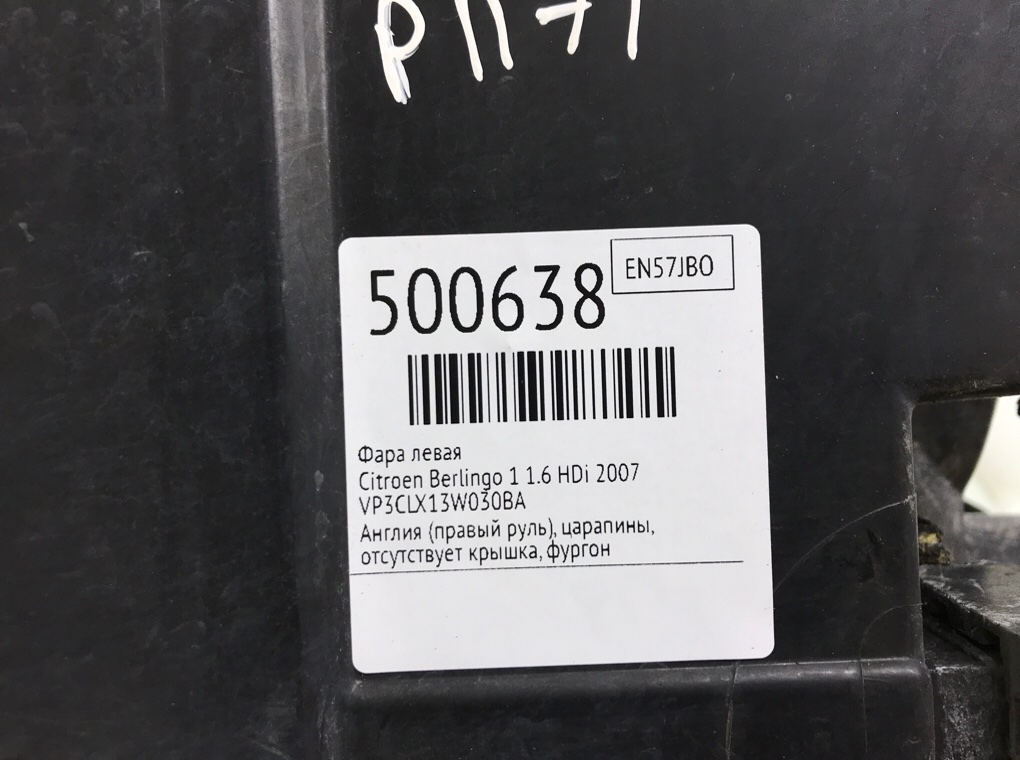 500638
EN57JBO
Фара левая
Citroen Berlingo 1 1.6 HDi 2007
VP3CLX13W030BA
Англия (правый руль), царапины,
отсутствует крышка, фургон